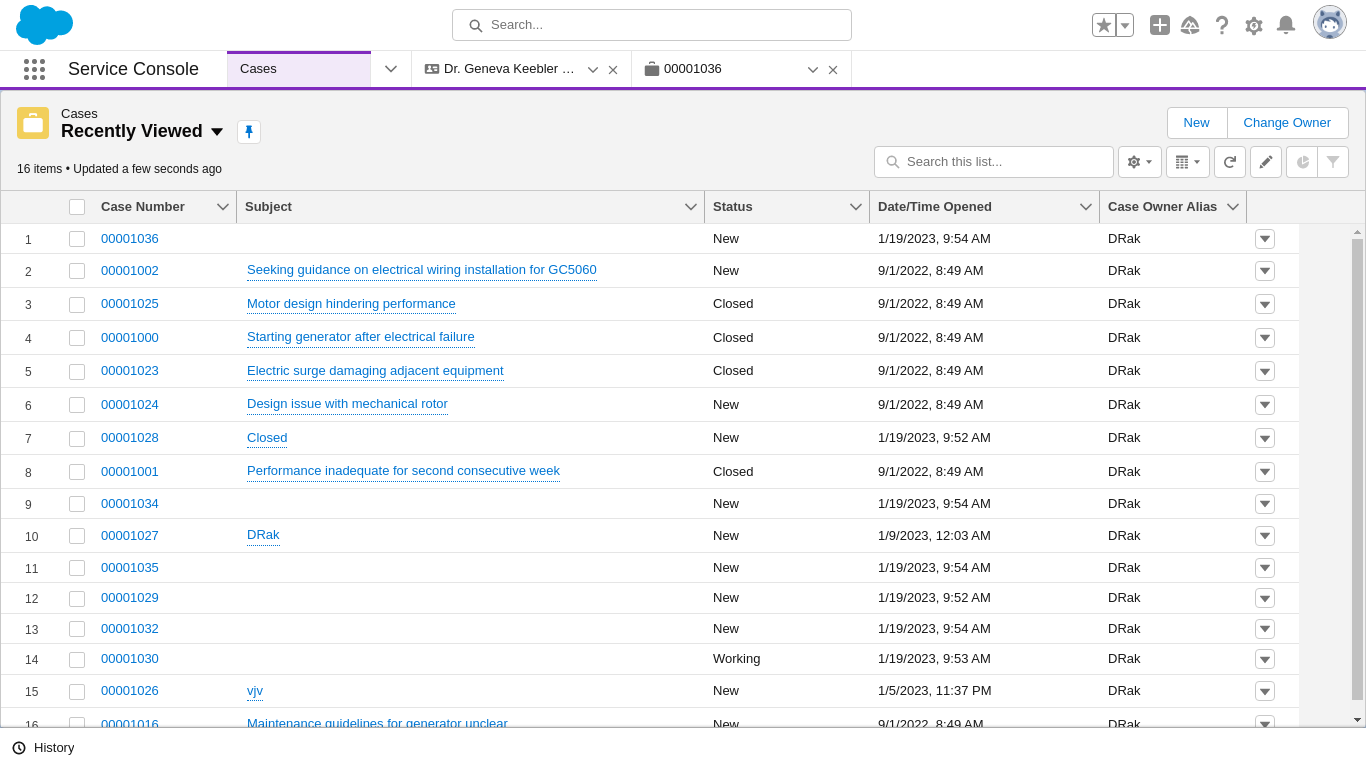 Search...
Service Console
Cases
Dr. Geneva Keebler ...
00001036
Cases
Recently Viewed
New
Change Owner
16 items • Updated a few seconds ago
Search this list...
Case Number Subject Status Date/Time Opened Case Owner Alias
1 00001036 New 1/19/2023, 9:54 AM DRak
2 00001002 Seeking guidance on electrical wiring installation for GC5060 New 9/1/2022, 8:49 AM DRak
3 00001025 Motor design hindering performance Closed 9/1/2022, 8:49 AM DRak
4 00001000 Starting generator after electrical failure Closed 9/1/2022, 8:49 AM DRak
5 00001023 Electric surge damaging adjacent equipment Closed 9/1/2022, 8:49 AM DRak
6 00001024 Design issue with mechanical rotor New 9/1/2022, 8:49 AM DRak
7 00001028 Closed New 1/19/2023, 9:52 AM DRak
8 00001001 Performance inadequate for second consecutive week Closed 9/1/2022, 8:49 AM DRak
9 00001034 New 1/19/2023, 9:54 AM DRak
10 00001027 DRak New 1/9/2023, 12:03 AM DRak
11 00001035 New 1/19/2023, 9:54 AM DRak
12 00001029 New 1/19/2023, 9:52 AM DRak
13 00001032 New 1/19/2023, 9:54 AM DRak
14 00001030 Working 1/19/2023, 9:53 AM DRak
15 00001026 vjv New 1/5/2023, 11:37 PM DRak
16 00001016 Maintenance guidelines for generator unclear New 9/1/2022, 8:49 AM DRak
History